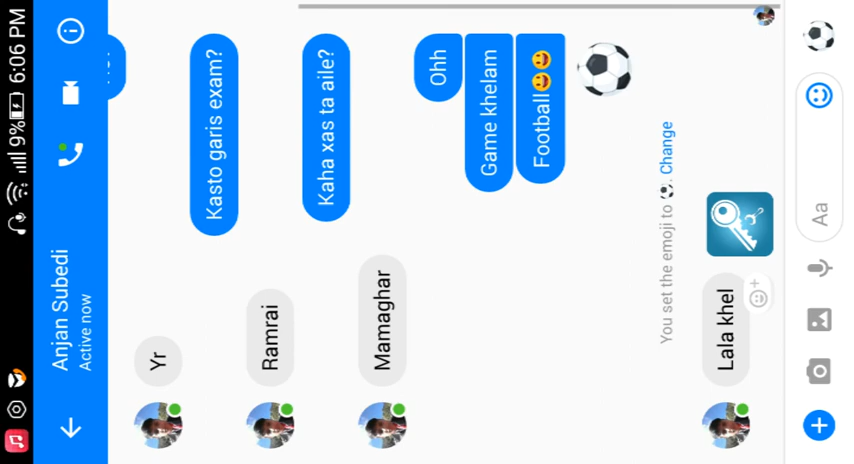 9% 6:06 PM
Anjan Subedi
Active now
Yr
Kasto garis exam?
Ramrai
Kaha xas ta aile?
Mamaghar
Ohh
Game khelam
Football😃😃
You set the emoji to ⚽. Change
Lala khel
Aa